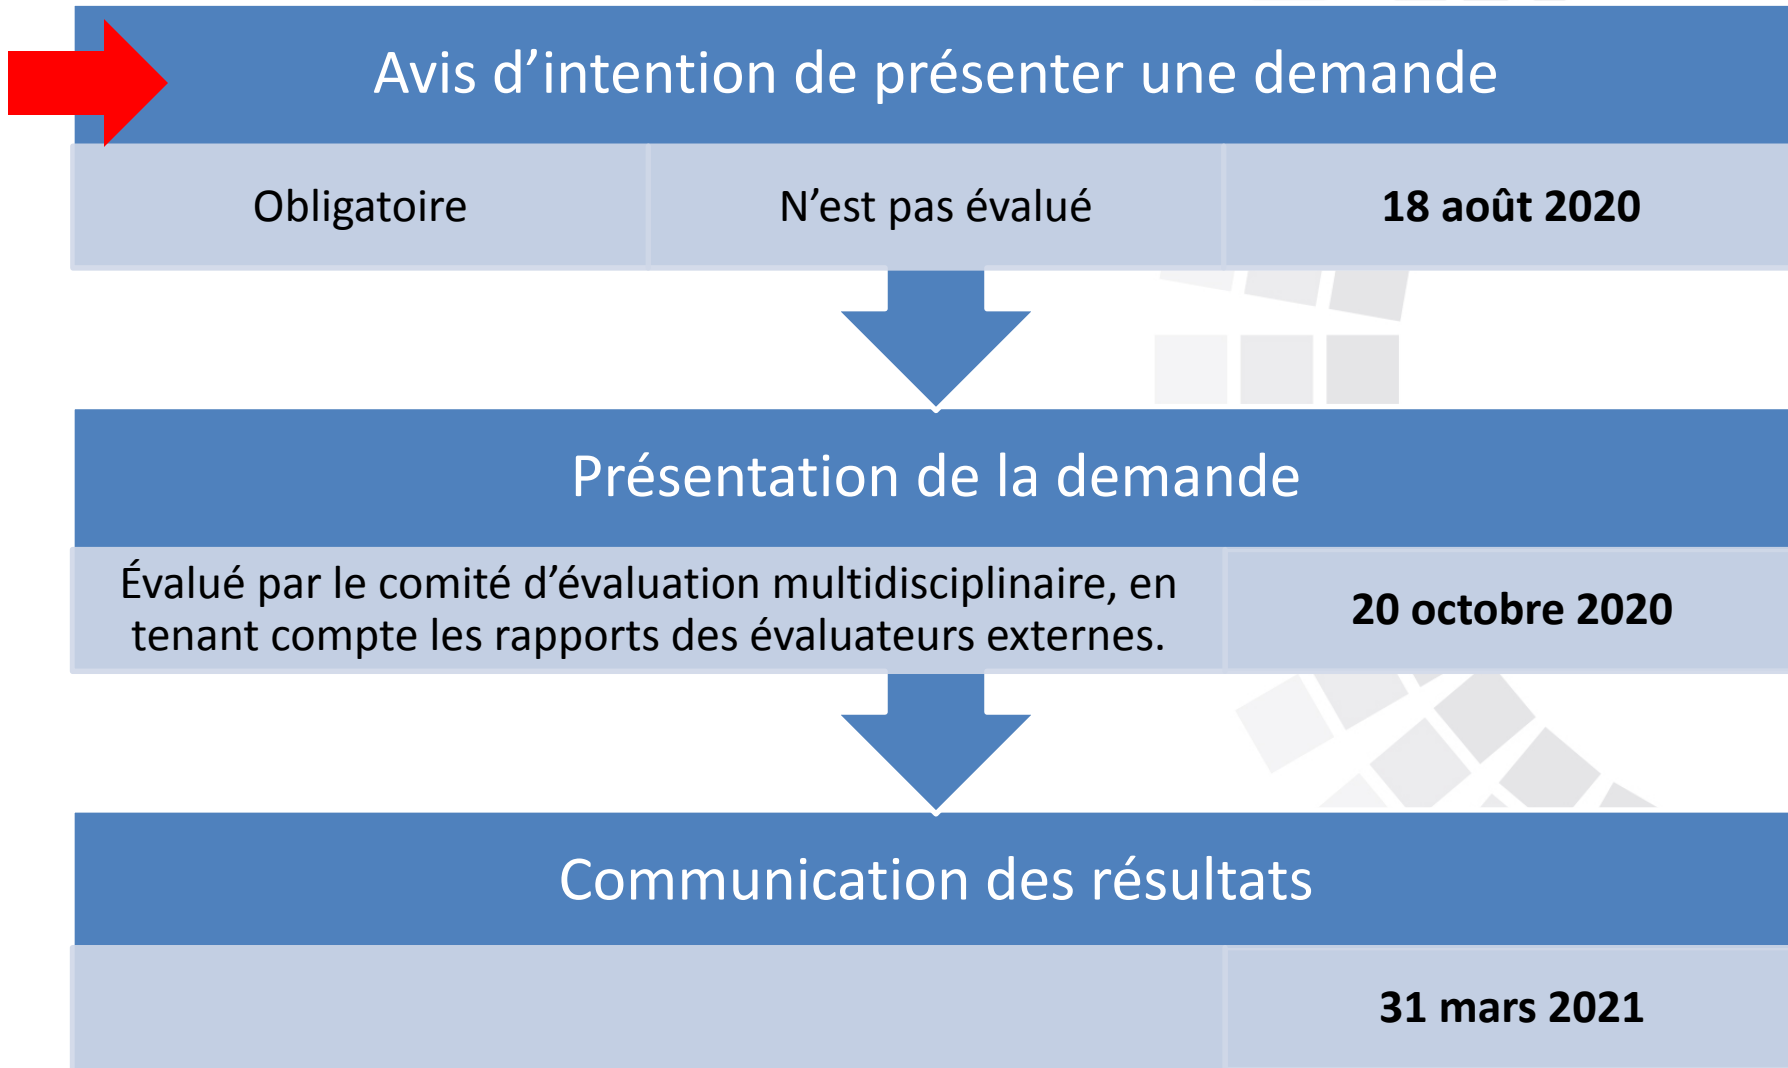 Avis d’intention de présenter une demande
Obligatoire
N’est pas évalué
18 août 2020
Présentation de la demande
Évalué par le comité d’évaluation multidisciplinaire, en
tenant compte les rapports des évaluateurs externes.
20 octobre 2020
Communication des résultats
31 mars 2021